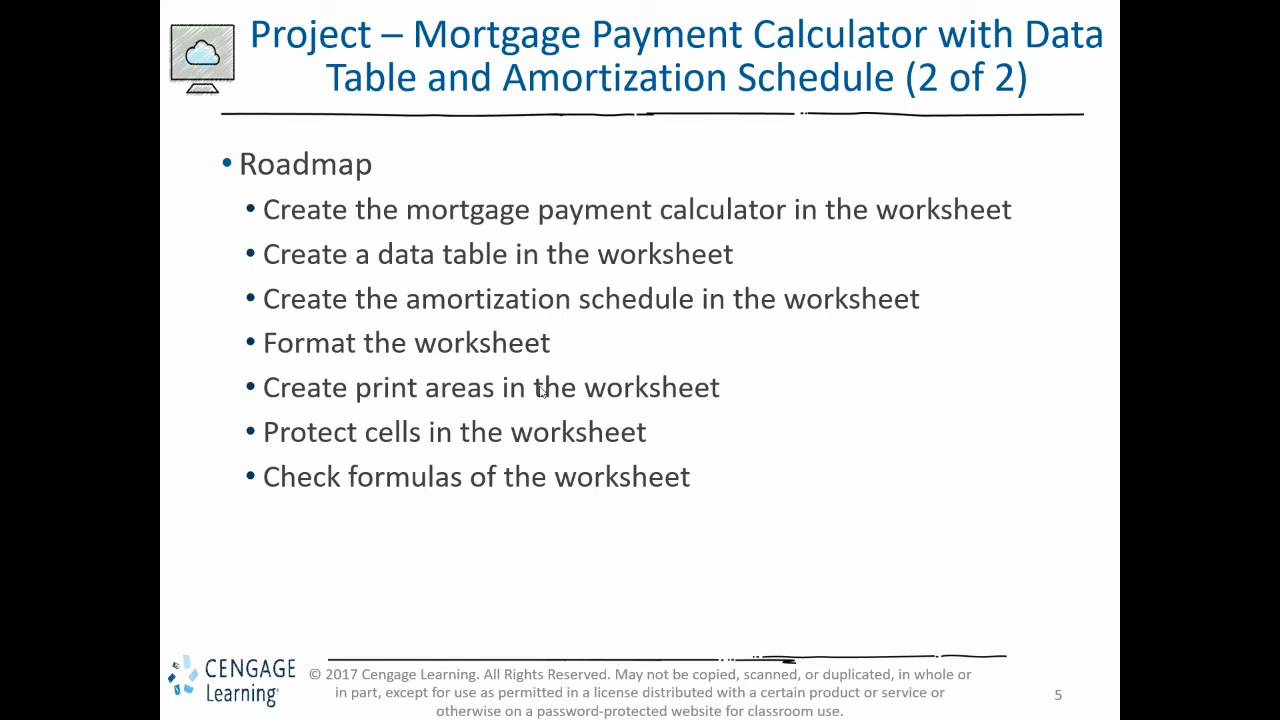 Project – Mortgage Payment Calculator with Data
Table and Amortization Schedule (2 of 2)
• Roadmap
• Create the mortgage payment calculator in the worksheet
• Create a data table in the worksheet
• Create the amortization schedule in the worksheet
• Format the worksheet
• Create print areas in the worksheet
• Protect cells in the worksheet
• Check formulas of the worksheet
CENGAGE
Learning
© 2017 Cengage Learning. All Rights Reserved. May not be copied, scanned, or duplicated, in whole or
in part, except for use as permitted in a license distributed with a certain product or service or
otherwise on a password-protected website for classroom use.
5